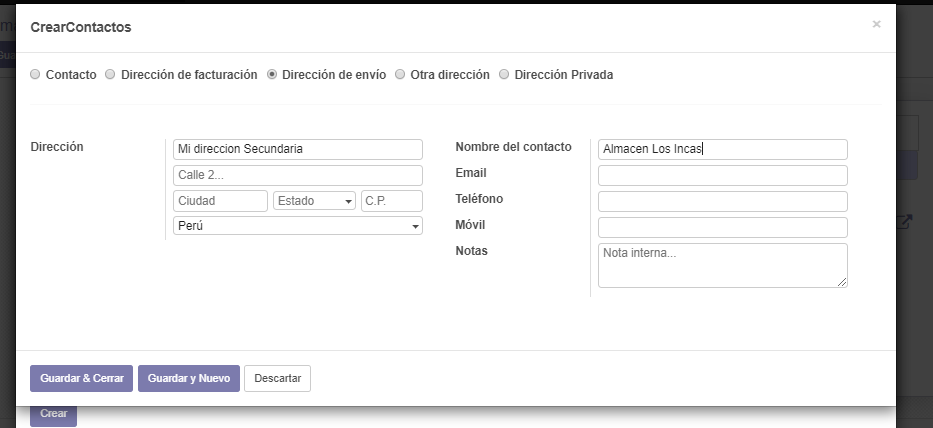 CrearContactos ×
Contacto Dirección de facturación Dirección de envío Otra dirección Dirección Privada
Dirección Mi direccion Secundaria Nombre del contacto Almacen Los Incas
Calle 2... Email
Ciudad Estado C.P. Teléfono
Perú Móvil
Notas Nota interna...
Guardar & Cerrar Guardar y Nuevo Descartar
Crear